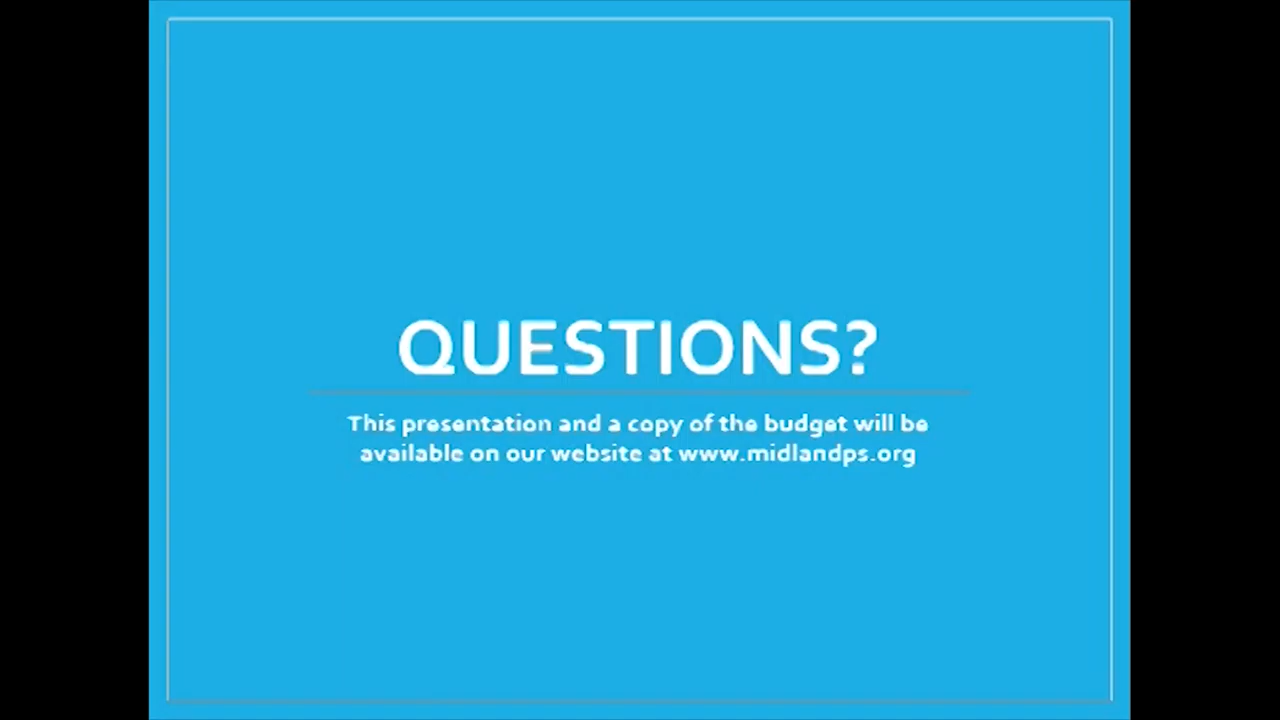 QUESTIONS?
This presentation and a copy of the budget will be
available on our website at www.midlandps.org